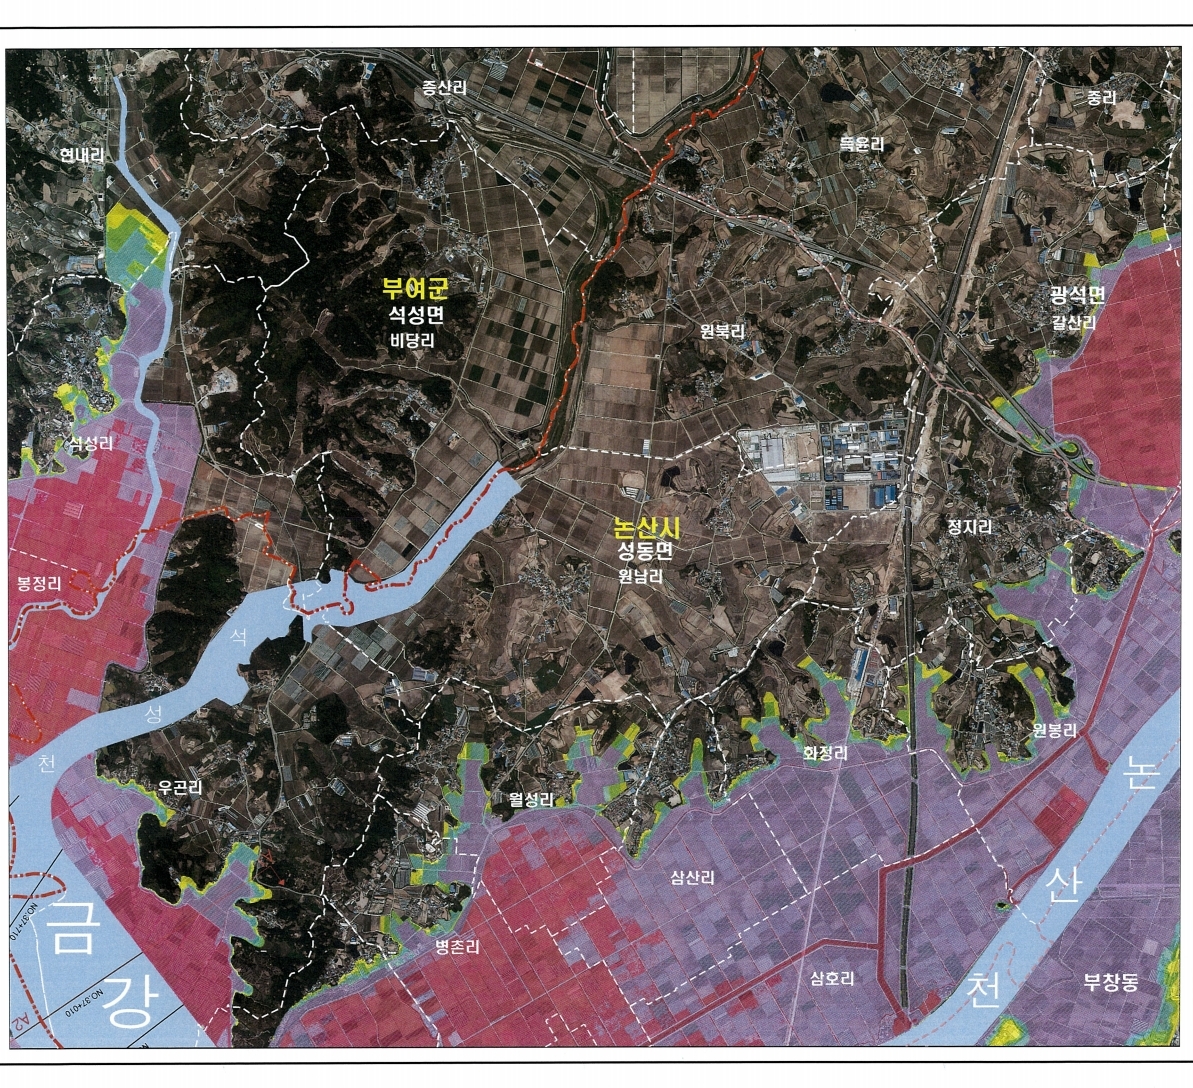 증산리
중리
현내리
득윤리
부여군
석성면
비당리
광석면
갈산리
원북리
석성리
논산시
성동면
원남리
정지리
봉정리
석
성
천
원봉리
화정리
논
우곤리
월성리
삼산리
산
금
강
NO.37+710
병촌리
삼호리
천
부창동
NO.37+010
A2